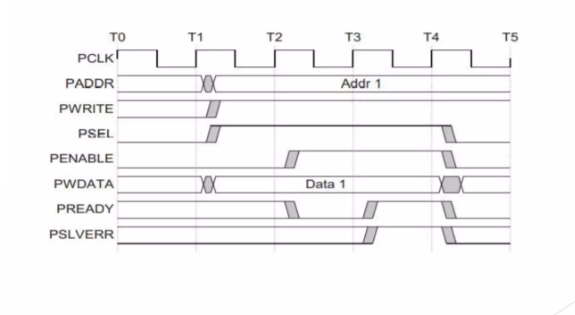 T0 T1 T2 T3 T4 T5
PCLK
PADDR Addr 1
PWRITE
PSEL
PENABLE
PWDATA Data 1
PREADY
PSLVERR